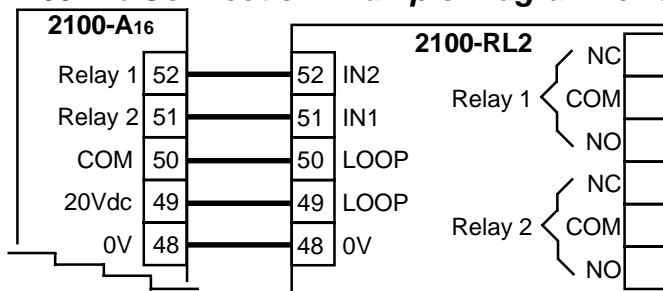 2100-A16
2100-RL2
Relay 1 52 52 IN2
Relay 2 51 51 IN1
COM 50 50 LOOP
20Vdc 49 49 LOOP
0V 48 48 0V
Relay 1 NC
COM
NO
Relay 2 NC
COM
NO